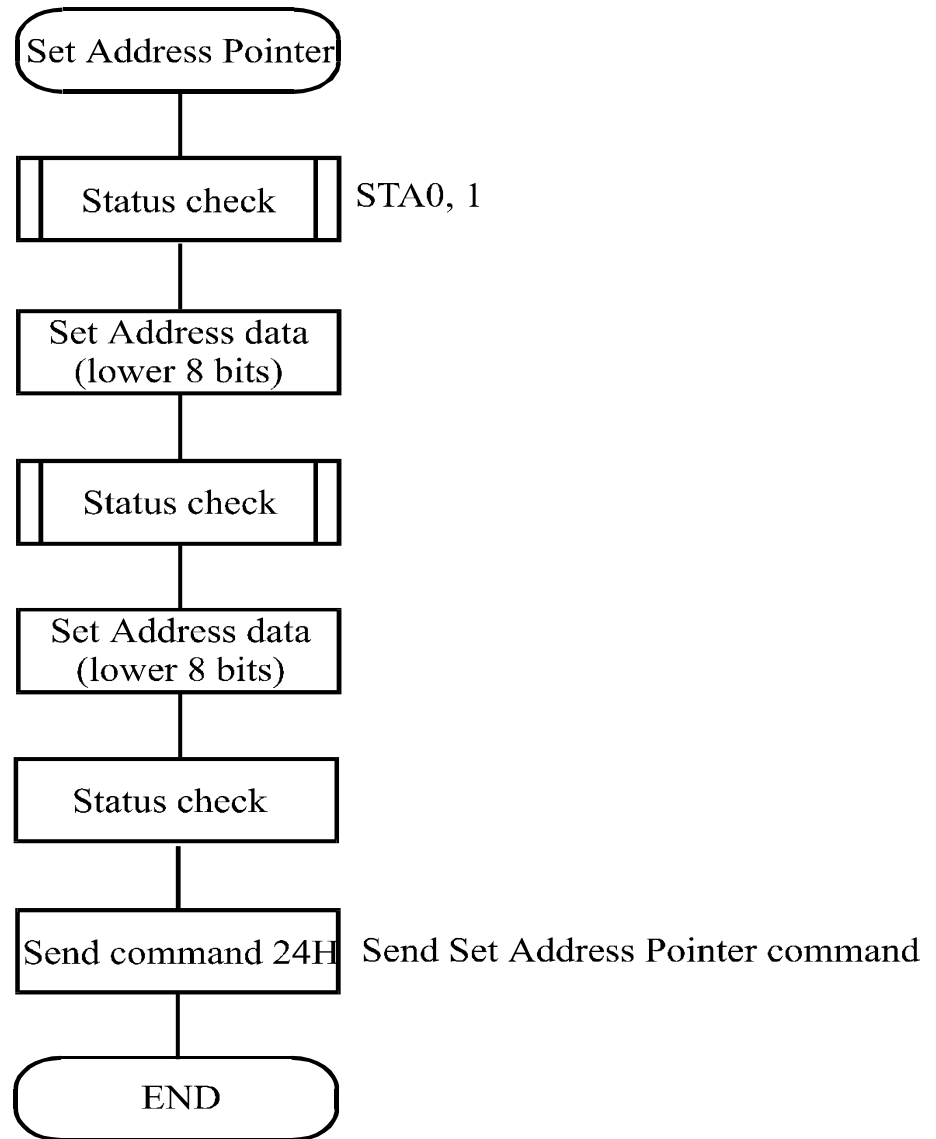 Set Address Pointer
Status check
STA0, 1
Set Address data
(lower 8 bits)
Status check
Set Address data
(lower 8 bits)
Status check
Send command 24H
Send Set Address Pointer command
END